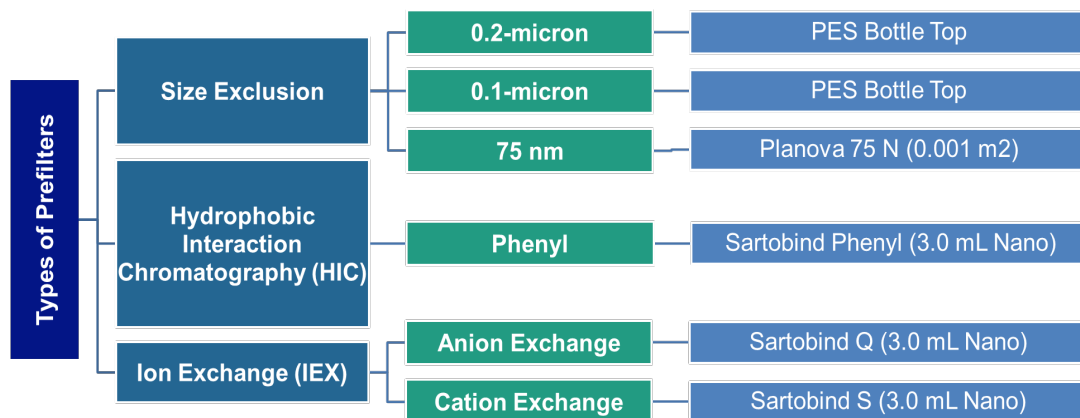 Types of Prefilters
Size Exclusion
0.2-micron
PES Bottle Top
0.1-micron
PES Bottle Top
75 nm
Planova 75 N (0.001 m2)
Hydrophobic
Interaction
Chromatography (HIC)
Phenyl
Sartobind Phenyl (3.0 mL Nano)
Ion Exchange (IEX)
Anion Exchange
Sartobind Q (3.0 mL Nano)
Cation Exchange
Sartobind S (3.0 mL Nano)